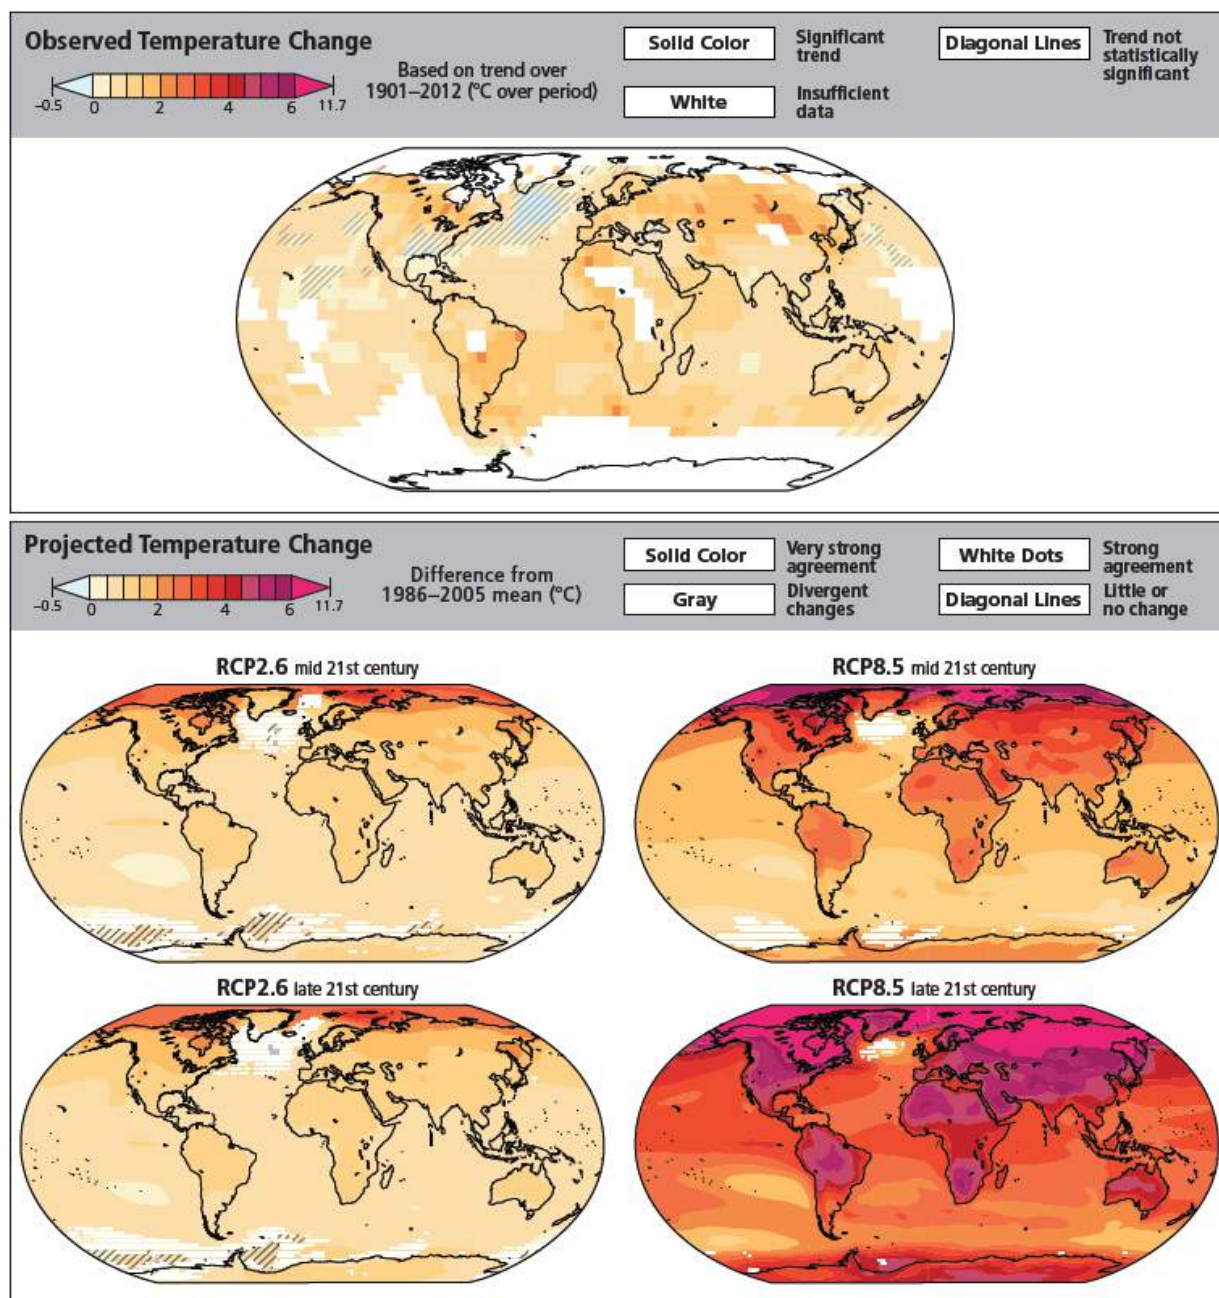 Observed Temperature Change
–0.5 0 2 4 6 11.7
Based on trend over
1901–2012 (°C over period)
Solid Color
Significant
trend
White
Insufficient
data
Diagonal Lines
Trend not
statistically
significant
Projected Temperature Change
–0.5 0 2 4 6 11.7
Difference from
1986–2005 mean (°C)
Solid Color
Very strong
agreement
Gray
Divergent
changes
White Dots
Strong
agreement
Diagonal Lines
Little or
no change
RCP2.6 mid 21st century
RCP8.5 mid 21st century
RCP2.6 late 21st century
RCP8.5 late 21st century